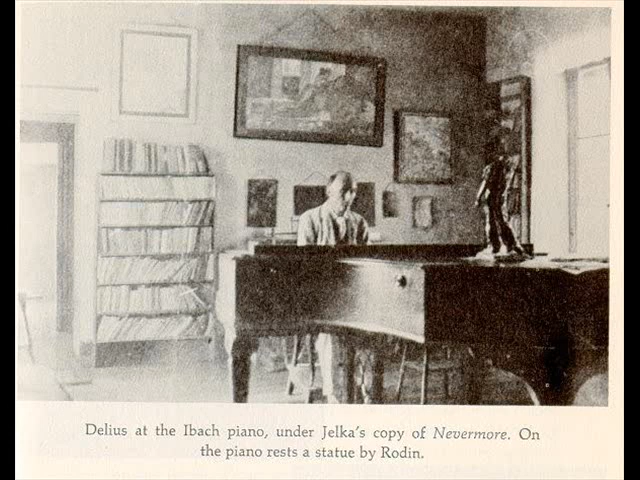 Delius at the Ibach piano, under Jelka's copy of Nevermore. On
the piano rests a statue by Rodin.